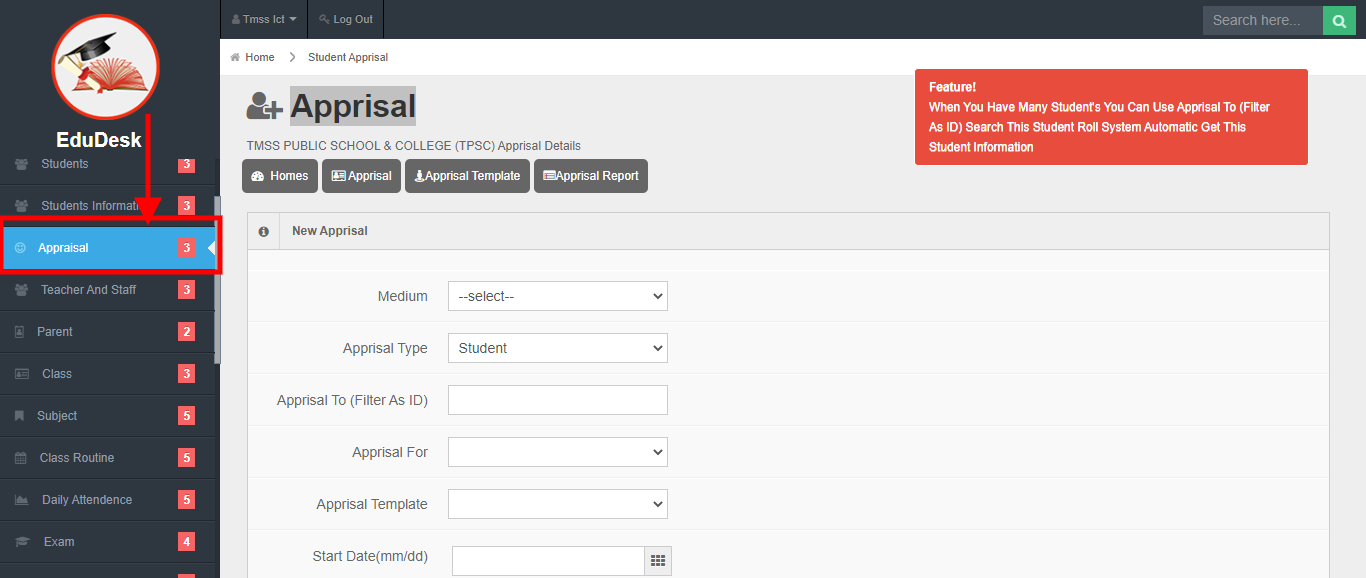 Tmss Ict
Log Out
Search here...
EduDesk
Students 3
Students Informati 3
Appraisal 3
Teacher And Staff 3
Parent 2
Class 3
Subject 5
Class Routine 5
Daily Attendence 5
Exam 4
Home
Student Apprisal
Feature!
When You Have Many Student's You Can Use Apprisal To (Filter
As ID) Search This Student Roll System Automatic Get This
Student Information
Apprisal
TMSS PUBLIC SCHOOL & COLLEGE (TPSC) Apprisal Details
Homes
Apprisal
Apprisal Template
Apprisal Report
New Apprisal
Medium --select--
Apprisal Type Student
Apprisal To (Filter As ID)
Apprisal For
Apprisal Template
Start Date(mm/dd)